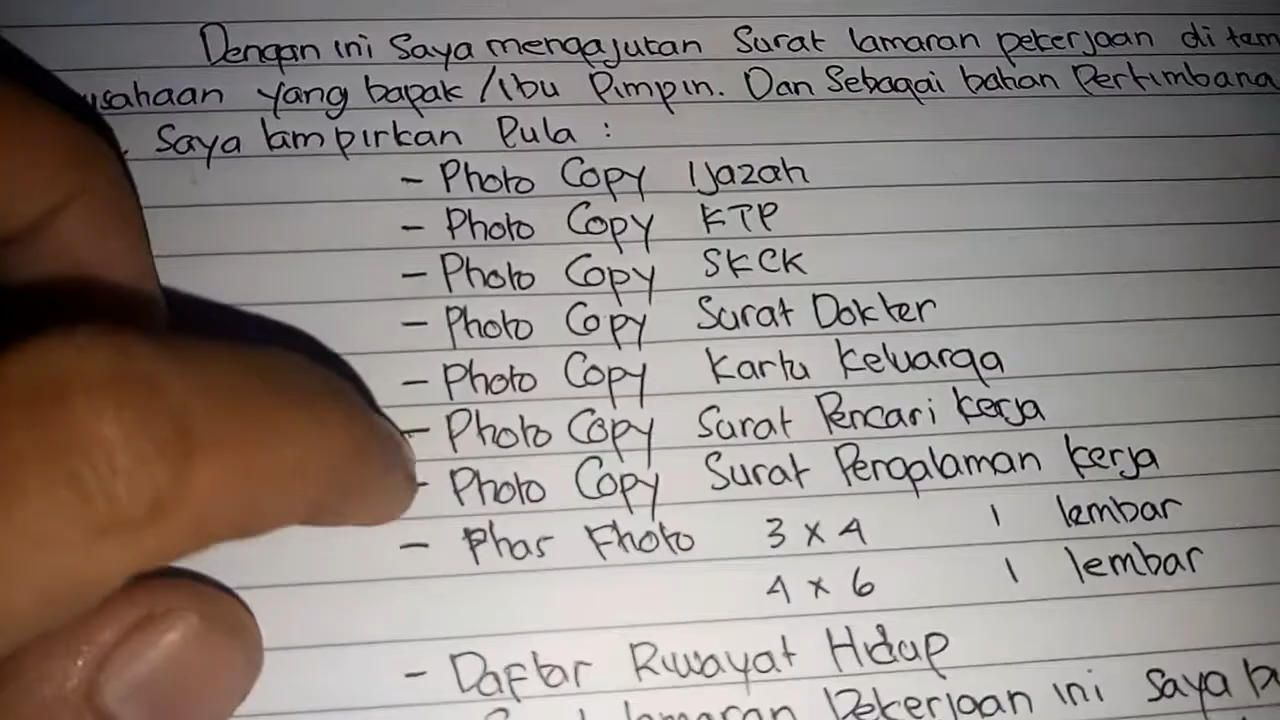 Dengan ini Saya mengajukan Surat lamaran pekerjaan di tem
usahaan yang bapak /ibu Pimpin. Dan Sebagai bahan Pertimbang
Saya lampirkan Pula :
- Photo Copy Ijazah
- Photo Copy KTP
- Photo Copy SKCK
- Photo Copy Surat Dokter
- Photo Copy Kartu Keluarga
- Photo Copy Surat Pencari Kerja
- Photo Copy Surat Pengalaman Kerja
- Phas Fhoto 3 x 4 1 lembar
4 x 6 1 lembar
- Daftar Riwayat Hidup
lamaran Pekerjaan ini saya